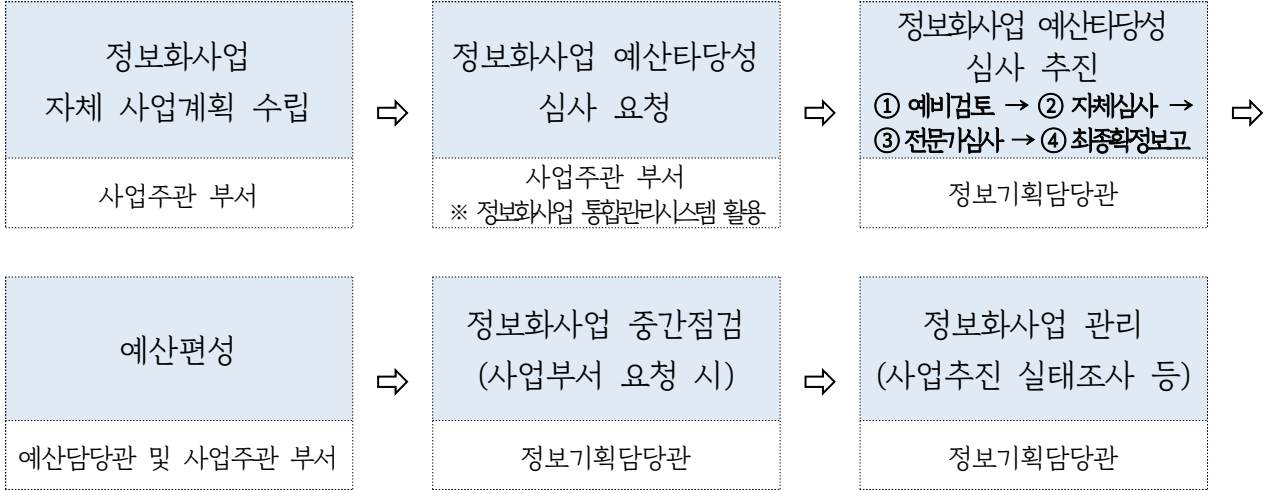 정보화사업
자체 사업계획 수립
⇨
정보화사업 예산타당성
심사 요청
⇨
정보화사업 예산타당성
심사 추진
① 예비검토 → ② 자체심사 →
③ 전문가심사 → ④ 최종확정보고
⇨
사업주관 부서
사업주관 부서
※ 정보화사업 통합관리시스템 활용
정보기획담당관
예산편성
⇨
정보화사업 중간점검
(사업부서 요청 시)
⇨
정보화사업 관리
(사업추진 실태조사 등)
예산담당관 및 사업주관 부서
정보기획담당관
정보기획담당관